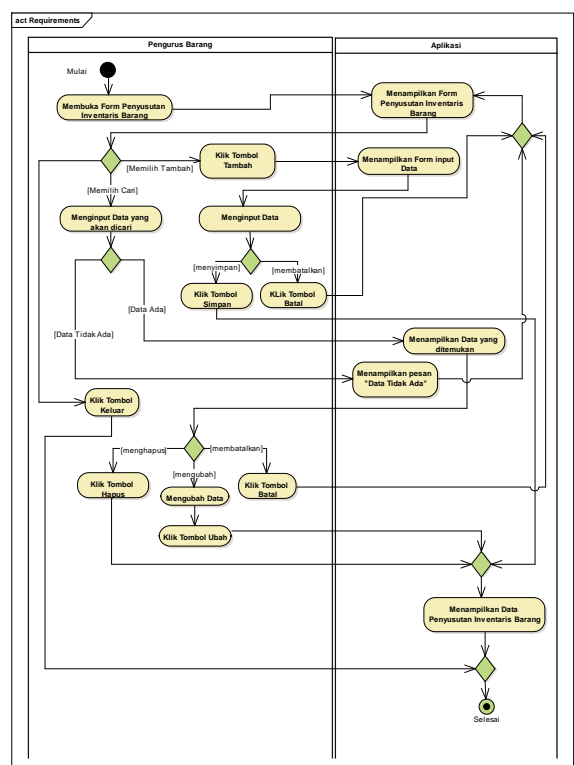 act Requirements
Pengurus Barang
Aplikasi
Mulai
Membuka Form Penyusutan
Inventaris Barang
Menampilkan Form
Penyusutan Inventaris
Barang
[Memilih Tambah]
Klik Tombol
Tambah
Menampilkan Form input
Data
[Memilih Cari]
Menginput Data yang
akan dicari
Menginput Data
[menyimpan]
[membatalkan]
Klik Tombol
Simpan
KLik Tombol
Batal
[Data Ada]
[Data Tidak Ada]
Menampilkan Data yang
ditemukan
Menampilkan pesan
"Data Tidak Ada"
Klik Tombol
Keluar
[menghapus]
[membatalkan]
[mengubah]
Klik Tombol
Hapus
Mengubah Data
Klik Tombol
Batal
Klik Tombol Ubah
Menampilkan Data
Penyusutan Inventaris Barang
Selesai